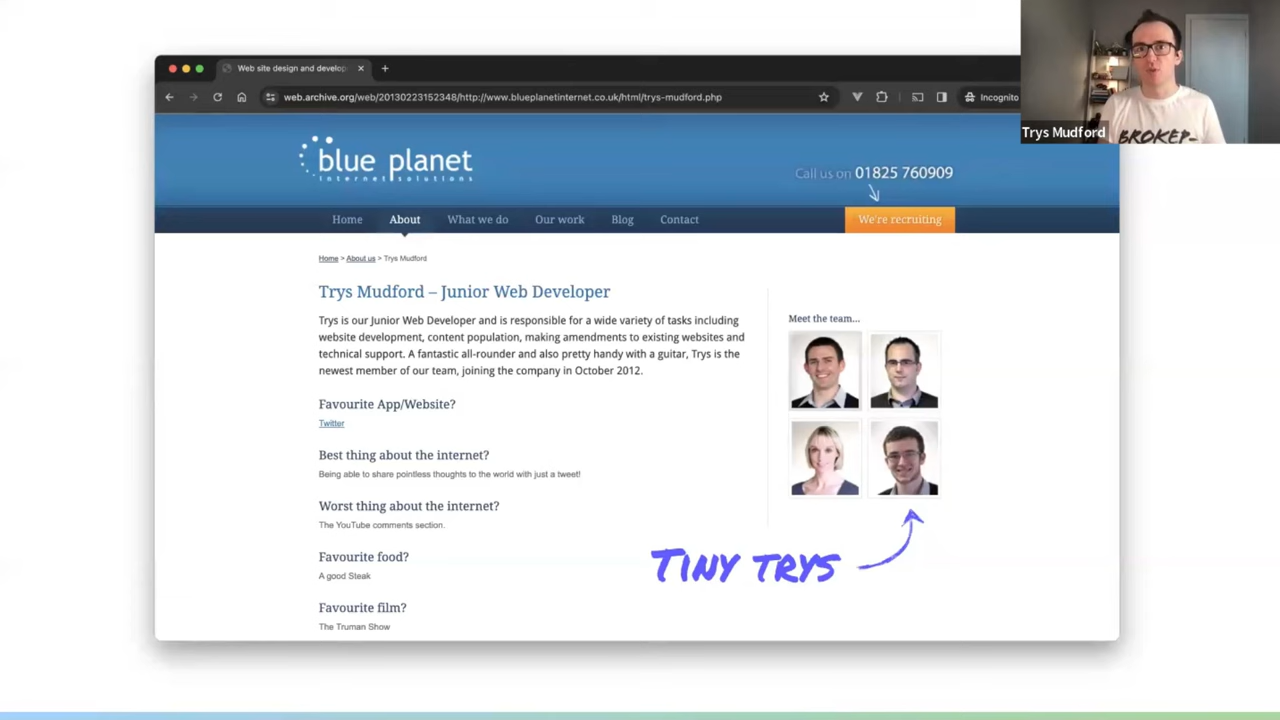 Web site design and develop
web.archive.org/web/20130223152348/http://www.blueplanetinternet.co.uk/html/trys-mudford.php
Incognito
Trys Mudford
BROKEP-
blue planet
internet solutions
Call us on 01825 760909
Home About What we do Our work Blog Contact We're recruiting
Home > About us > Trys Mudford
Trys Mudford – Junior Web Developer
Trys is our Junior Web Developer and is responsible for a wide variety of tasks including
website development, content population, making amendments to existing websites and
technical support. A fantastic all-rounder and also pretty handy with a guitar, Trys is the
newest member of our team, joining the company in October 2012.
Favourite App/Website?
Twitter
Best thing about the internet?
Being able to share pointless thoughts to the world with just a tweet!
Worst thing about the internet?
The YouTube comments section.
Favourite food?
A good Steak
Favourite film?
The Truman Show
Meet the team...
TINY TRYS